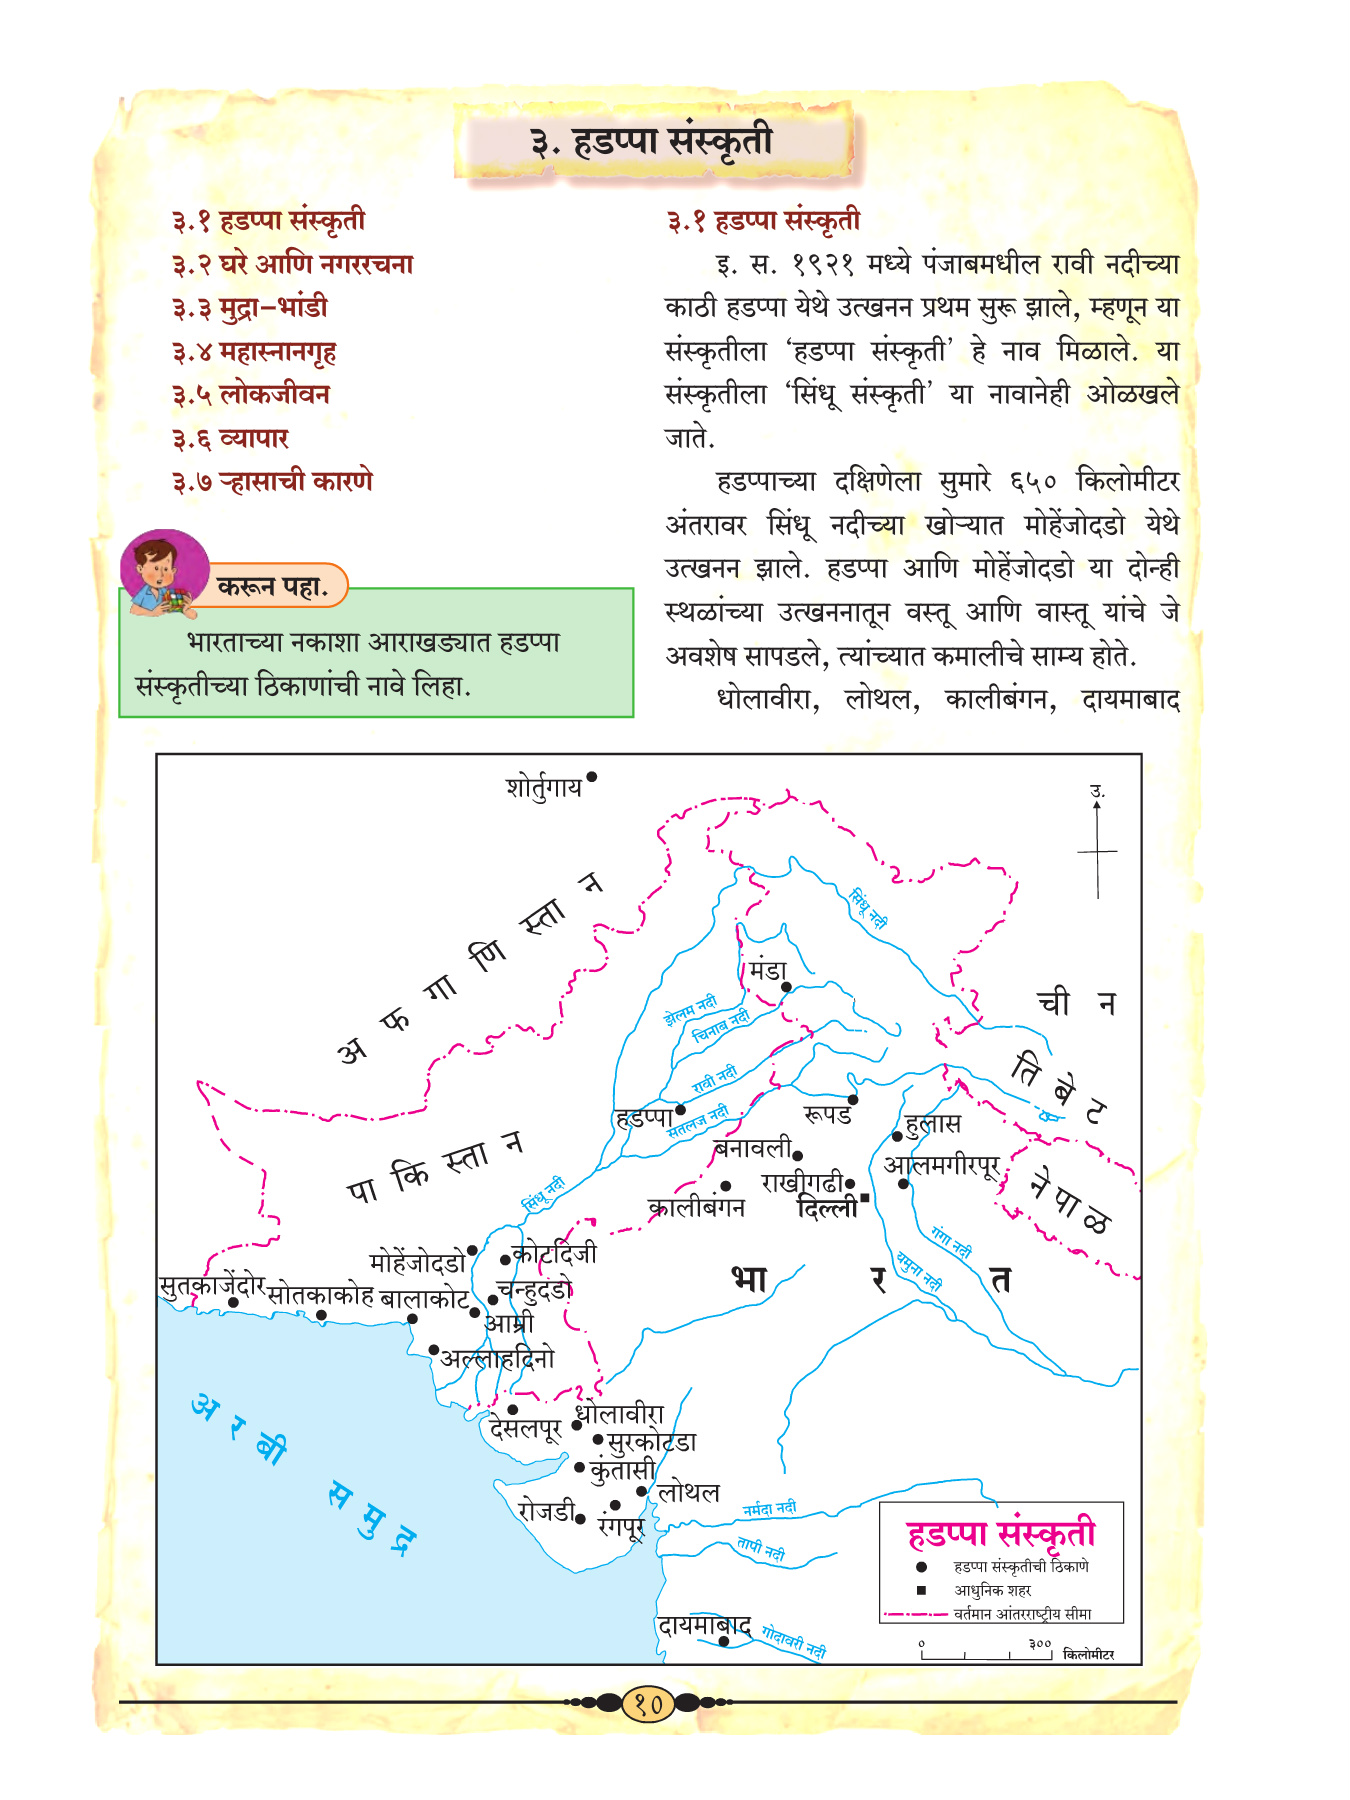 ३. हडप्पा संस्कृती
३.१ हडप्पा संस्कृती
३.२ घरे आणि नगररचना
३.३ मुद्रा-भांडी
३.४ महास्नानगृह
३.५ लोकजीवन
३.६ व्यापार
३.७ ऱ्हासाची कारणे
करून पहा.
भारताच्या नकाशा आराखड्यात हडप्पा
संस्कृतीच्या ठिकाणांची नावे लिहा.
३.१ हडप्पा संस्कृती
इ. स. १९२१ मध्ये पंजाबमधील रावी नदीच्या
काठी हडप्पा येथे उत्खनन प्रथम सुरू झाले, म्हणून या
संस्कृतीला ‘हडप्पा संस्कृती’ हे नाव मिळाले. या
संस्कृतीला ‘सिंधू संस्कृती’ या नावानेही ओळखले
जाते.
हडप्पाच्या दक्षिणेला सुमारे ६५० किलोमीटर
अंतरावर सिंधू नदीच्या खोऱ्यात मोहेंजोदडो येथे
उत्खनन झाले. हडप्पा आणि मोहेंजोदडो या दोन्ही
स्थळांच्या उत्खननातून वस्तू आणि वास्तू यांचे जे
अवशेष सापडले, त्यांच्यात कमालीचे साम्य होते.
धोलावीरा, लोथल, कालीबंगन, दायमाबाद
शोर्तुगाय
उ.
अफगाणिस्तान
सिंधू नदी
मंडा
चीन
झेलम नदी
चिनाब नदी
तिबेट
रावी नदी
हडप्पा
सतलज नदी
रूपड
हुलास
बनावली
आलमगीरपूर
पाकिस्तान
राखीगढी
नेपाळ
सिंधू नदी
कालीबंगन
दिल्ली
गंगा नदी
यमुना नदी
मोहेंजोदडो
कोटदिजी
भारत
सुतकाजेंदोर
सोतकाकोह
बालाकोट
चन्हुदडो
आम्री
अल्लाहदिनो
अरबी समुद्र
देसलपूर
धोलावीरा
सुरकोटडा
कुंतासी
लोथल
रोजडी
रंगपूर
नर्मदा नदी
तापी नदी
दायमाबाद
गोदावरी नदी
हडप्पा संस्कृती
हडप्पा संस्कृतीची ठिकाणे
आधुनिक शहर
वर्तमान आंतरराष्ट्रीय सीमा
० ३०० किलोमीटर
१०